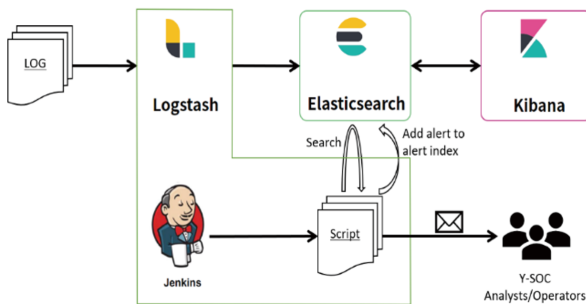 LOG
Logstash
Elasticsearch
Kibana
Search
Add alert to
alert index
Jenkins
Script
Y-SOC
Analysts/Operators